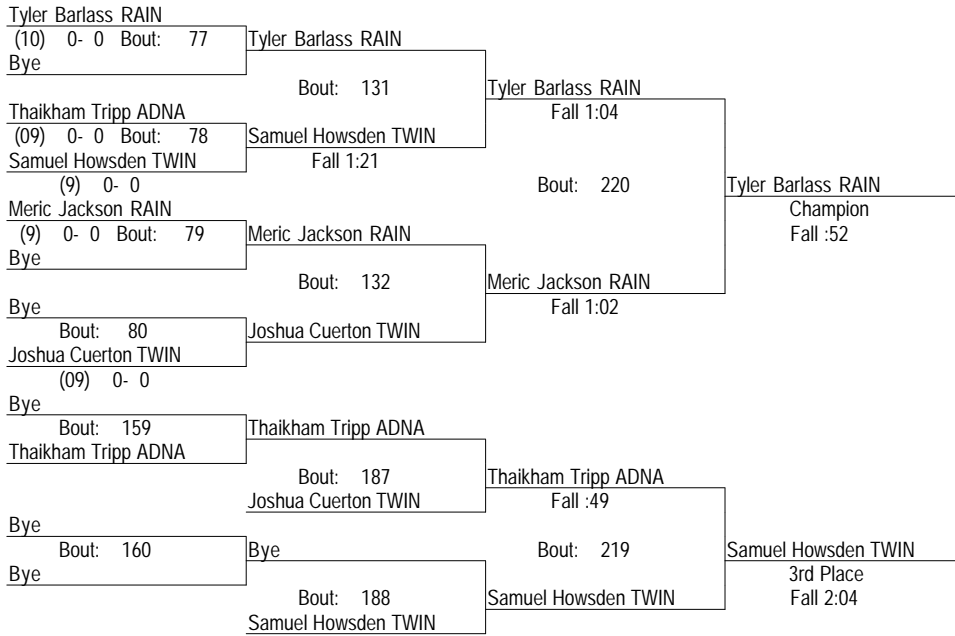 Tyler Barlass RAIN
(10) 0- 0 Bout: 77
Tyler Barlass RAIN
Bye
Bout: 131
Tyler Barlass RAIN
Thaikham Tripp ADNA
Fall 1:04
(09) 0- 0 Bout: 78
Samuel Howsden TWIN
Samuel Howsden TWIN
Fall 1:21
(9) 0- 0
Bout: 220
Tyler Barlass RAIN
Meric Jackson RAIN
Champion
(9) 0- 0 Bout: 79
Meric Jackson RAIN
Fall :52
Bye
Bout: 132
Meric Jackson RAIN
Bye
Fall 1:02
Bout: 80
Joshua Cuerton TWIN
Joshua Cuerton TWIN
(09) 0- 0
Bye
Bout: 159
Thaikham Tripp ADNA
Thaikham Tripp ADNA
Bout: 187
Thaikham Tripp ADNA
Joshua Cuerton TWIN
Fall :49
Bye
Bout: 160
Bye
Bout: 219
Samuel Howsden TWIN
Bye
3rd Place
Bout: 188
Samuel Howsden TWIN
Fall 2:04
Samuel Howsden TWIN